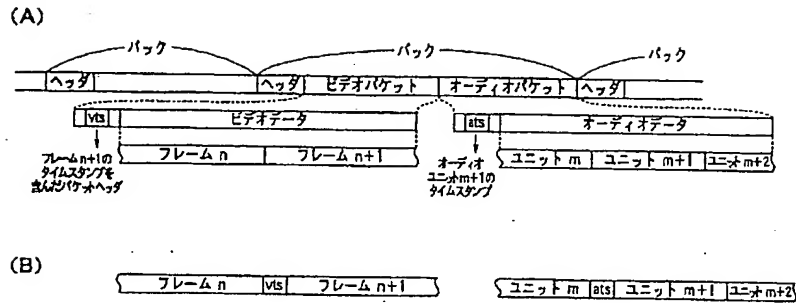 (A)
パック パック パック
ヘッダ ヘッダ ビデオパケット オーディオパケット ヘッダ
vts ビデオデータ ats オーディオデータ
フレームn+1の
タイムスタンプを
含んだパケットヘッダ
フレーム n フレーム n+1
オーディオ
ユニットm+1の
タイムスタンプ
ユニット m ユニット m+1 ユニット m+2
(B)
フレーム n vts フレーム n+1 ユニット m ats ユニット m+1 ユニット m+2